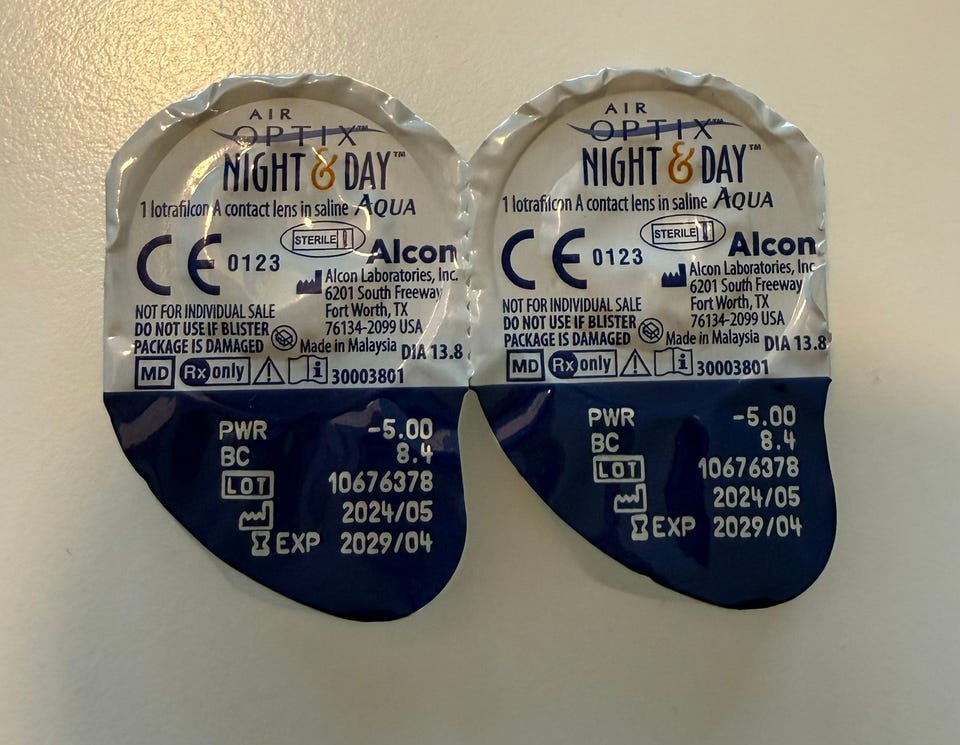 AIR
OPTIX™
NIGHT & DAY™
1 lotrafilcon A contact lens in saline AQUA
STERILE
CE 0123 Alcon
Alcon Laboratories, Inc.
6201 South Freeway
Fort Worth, TX
76134-2099 USA
NOT FOR INDIVIDUAL SALE
DO NOT USE IF BLISTER
PACKAGE IS DAMAGED
Made in Malaysia DIA 13.8
MD Rx only i 30003801
PWR -5.00
BC 8.4
LOT 10676378
2024/05
EXP 2029/04
AIR
OPTIX™
NIGHT & DAY™
1 lotrafilcon A contact lens in saline AQUA
STERILE
CE 0123 Alcon
Alcon Laboratories, Inc.
6201 South Freeway
Fort Worth, TX
76134-2099 USA
NOT FOR INDIVIDUAL SALE
DO NOT USE IF BLISTER
PACKAGE IS DAMAGED
Made in Malaysia DIA 13.8
MD Rx only i 30003801
PWR -5.00
BC 8.4
LOT 10676378
2024/05
EXP 2029/04